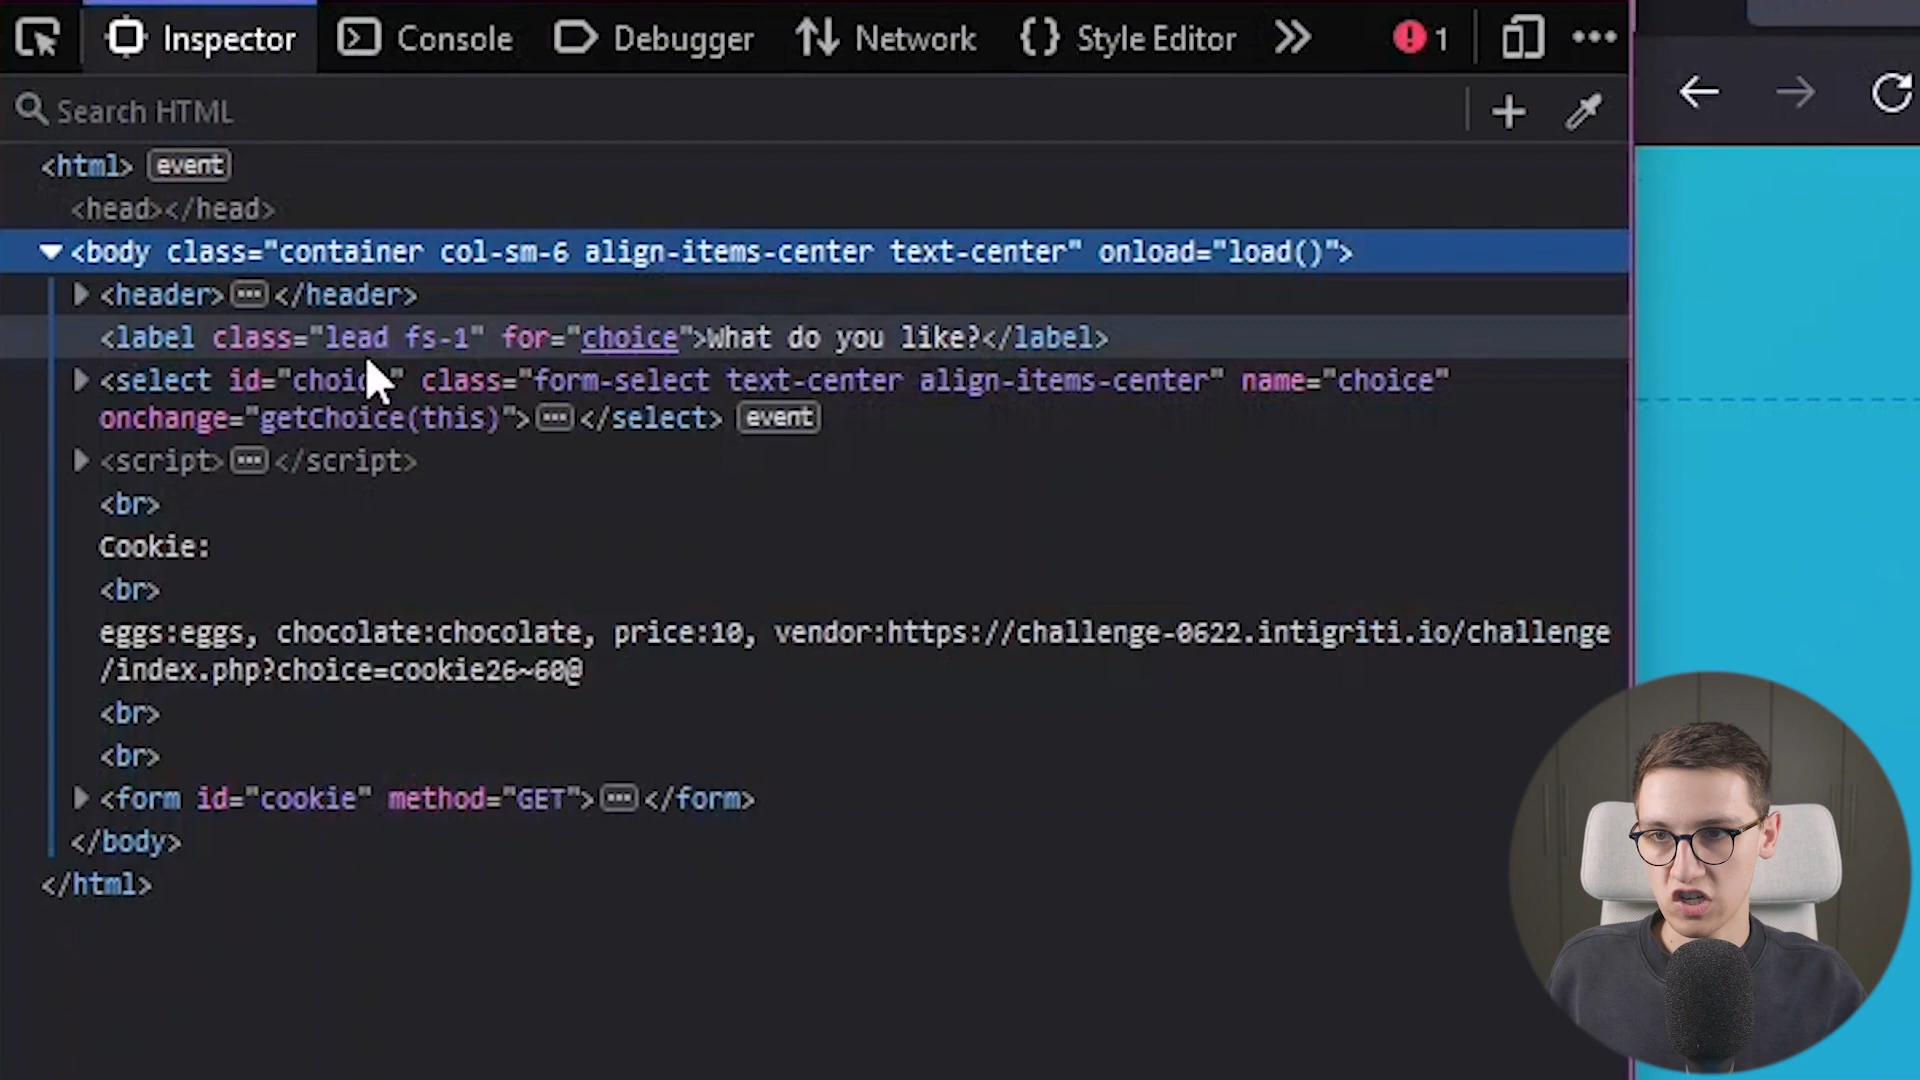 Inspector Console Debugger Network Style Editor 1
Search HTML
<html> event
<head></head>
<body class="container col-sm-6 align-items-center text-center" onload="load()">
<header></header>
<label class="lead fs-1" for="choice">What do you like?</label>
<select id="choice" class="form-select text-center align-items-center" name="choice"
onchange="getChoice(this)"></select> event
<script></script>
<br>
Cookie:
<br>
eggs:eggs, chocolate:chocolate, price:10, vendor:https://challenge-0622.intigriti.io/challenge
/index.php?choice=cookie26~60@
<br>
<br>
<form id="cookie" method="GET"></form>
</body>
</html>